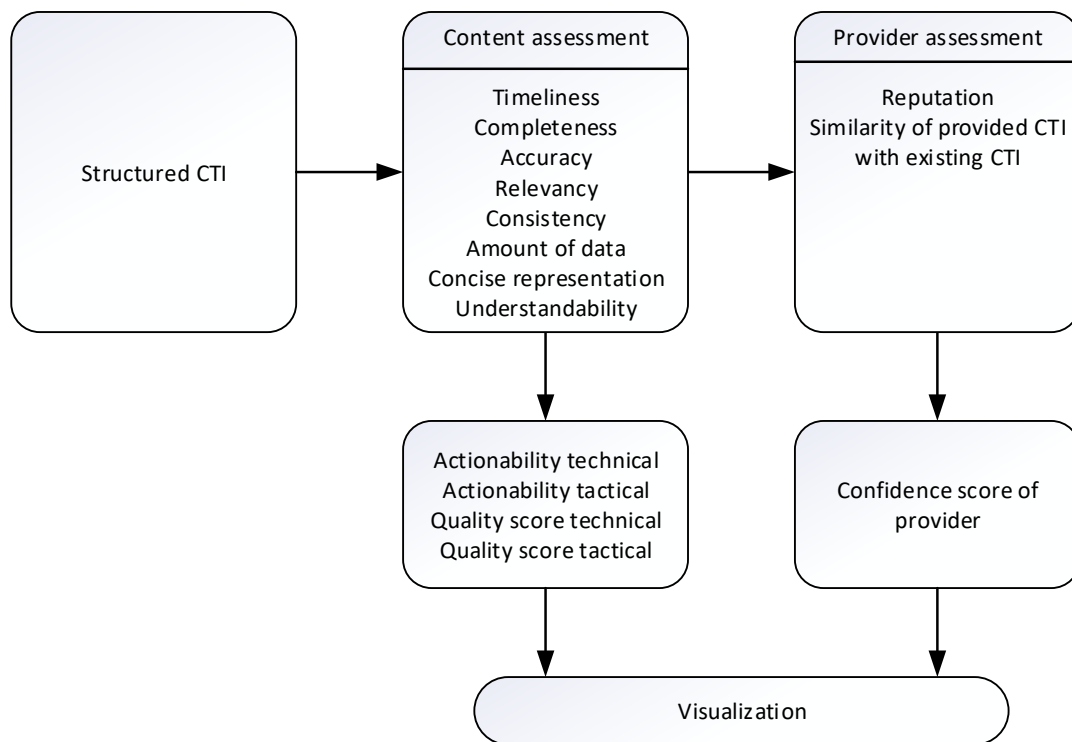 Structured CTI
Content assessment
Timeliness
Completeness
Accuracy
Relevancy
Consistency
Amount of data
Concise representation
Understandability
Provider assessment
Reputation
Similarity of provided CTI
with existing CTI
Actionability technical
Actionability tactical
Quality score technical
Quality score tactical
Confidence score of
provider
Visualization